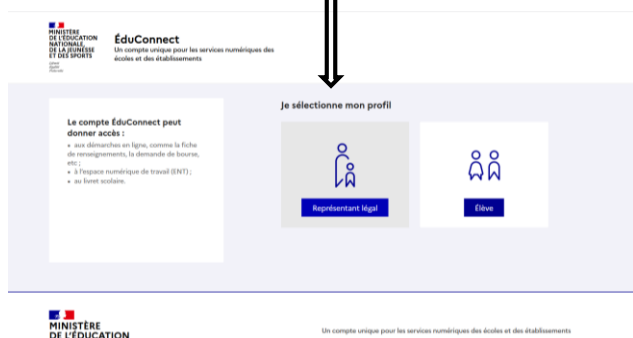 MINISTÈRE
DE L'ÉDUCATION
NATIONALE,
DE LA JEUNESSE
ET DES SPORTS
ÉduConnect
Un compte unique pour les services numériques des
écoles et des établissements
Je sélectionne mon profil
Le compte ÉduConnect peut
donner accès :
• aux démarches en ligne, comme la fiche
de renseignements, la demande de bourse,
etc ;
• à l'espace numérique de travail (ENT) ;
• au livret scolaire.
Représentant légal
Élève
MINISTÈRE
DE L'ÉDUCATION
Un compte unique pour les services numériques des écoles et des établissements